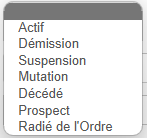 Actif
Démission
Suspension
Mutation
Décédé
Prospect
Radié de l'Ordre